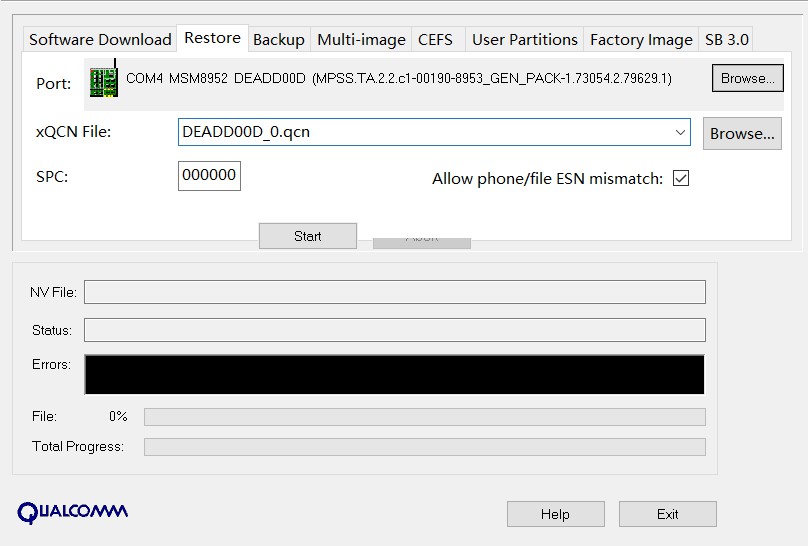 Software Download Restore Backup Multi-image CEFS User Partitions Factory Image SB 3.0
Port: COM4 MSM8952 DEADD00D (MPSS.TA.2.2.c1-00190-8953_GEN_PACK-1.73054.2.79629.1) Browse...
xQCN File: DEADD00D_0.qcn Browse...
SPC: 000000 Allow phone/file ESN mismatch:
Start Abort
NV File:
Status:
Errors:
File: 0%
Total Progress:
QUALCOMM Help Exit